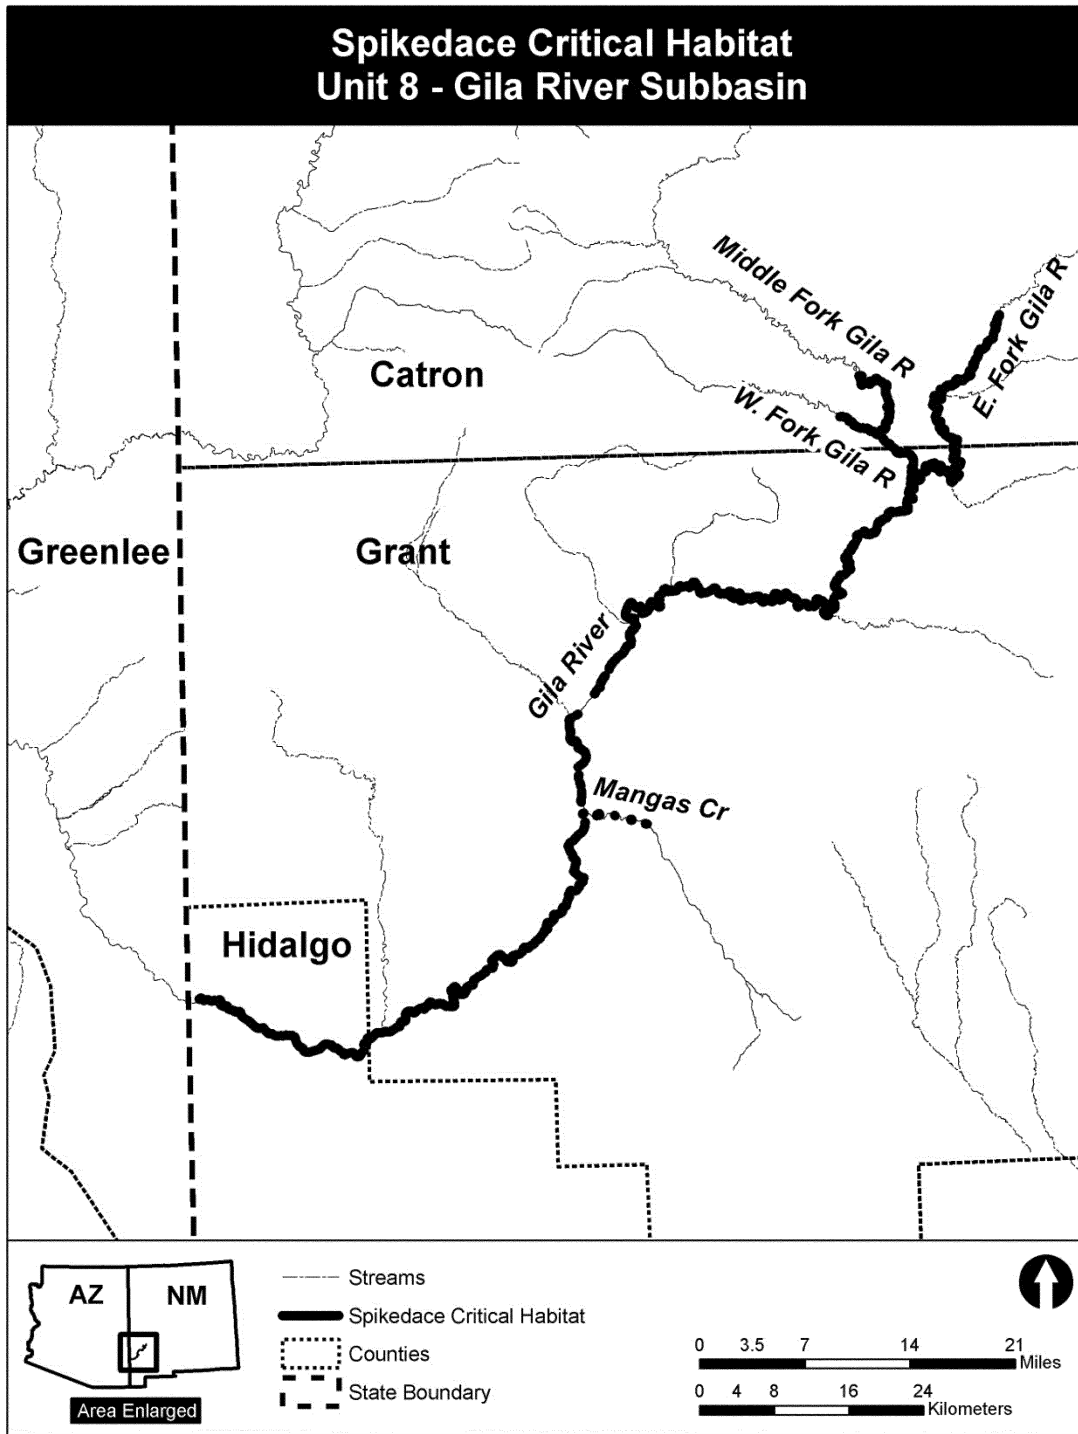 Spikedace Critical Habitat
Unit 8 - Gila River Subbasin
Middle Fork Gila R
E. Fork Gila R
Catron
W. Fork Gila R
Greenlee
Grant
Gila River
Mangas Cr
Hidalgo
AZ
NM
Area Enlarged
Streams
Spikedace Critical Habitat
Counties
State Boundary
0 3.5 7 14 21
Miles
0 4 8 16 24
Kilometers